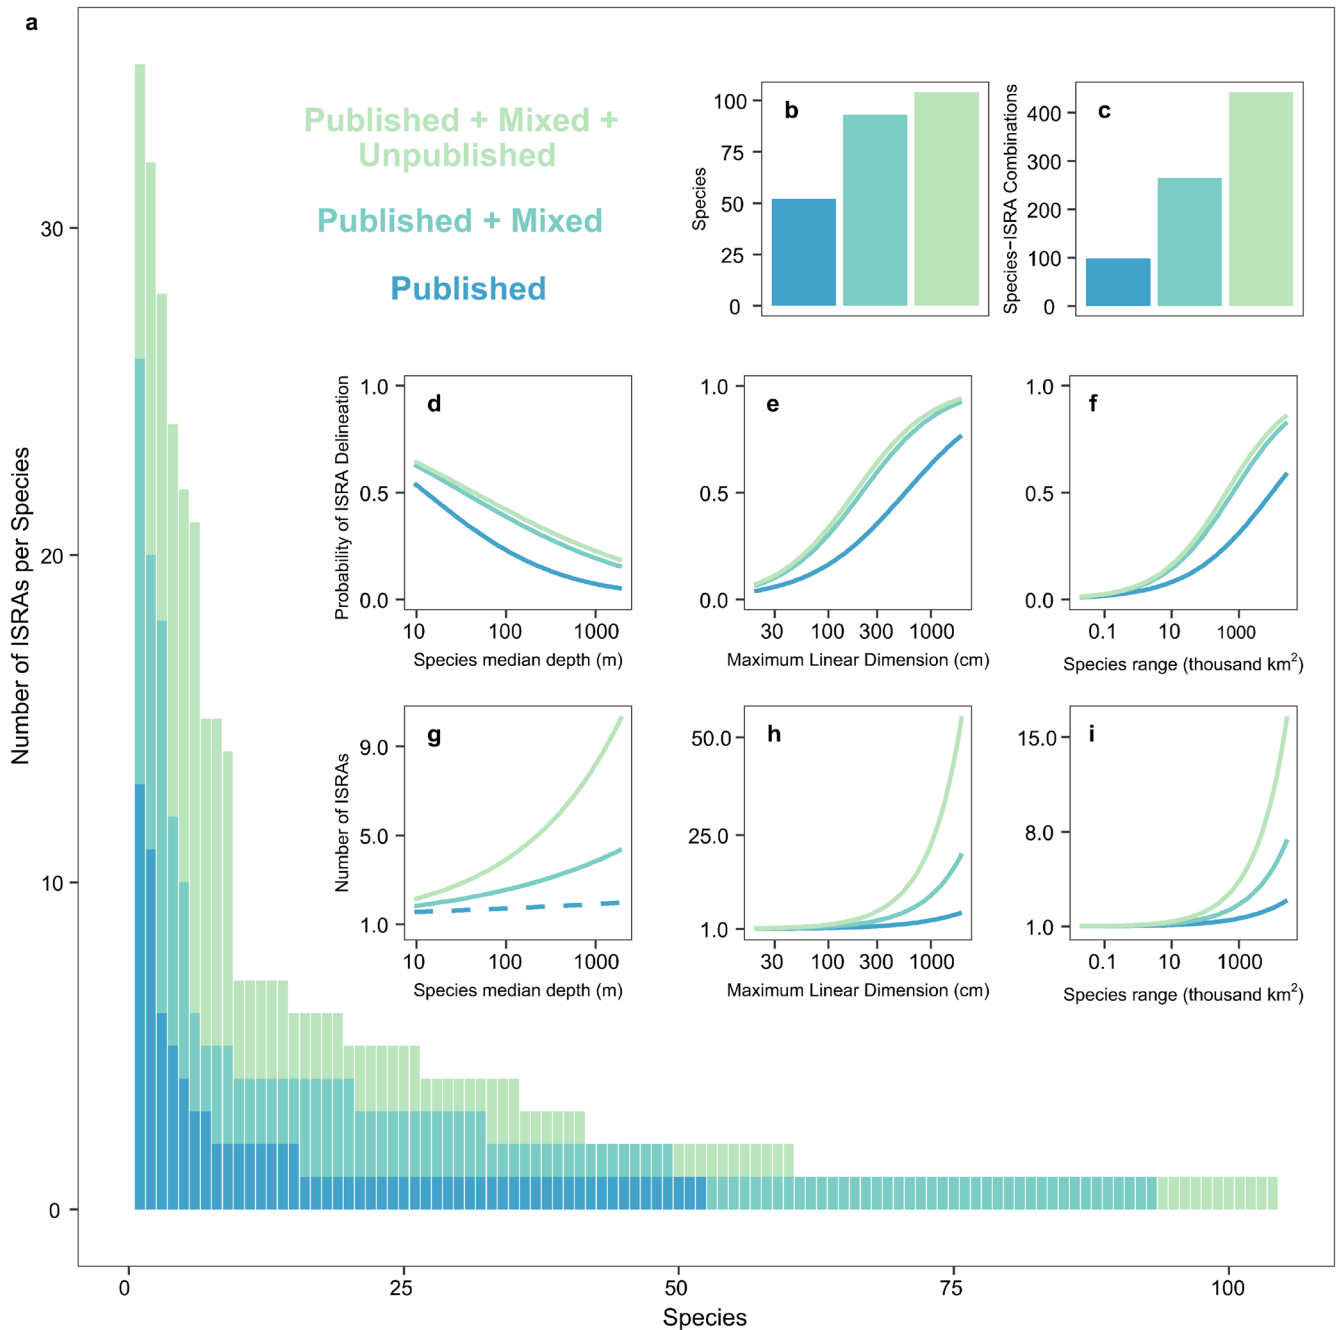 a
Number of ISRAs per Species
30
20
10
0
0
25
50
75
100
Species
Published + Mixed +
Unpublished
Published + Mixed
Published
b
Species
100
75
50
25
0
c
Species−ISRA Combinations
400
300
200
100
0
d
Probability of ISRA Delineation
1.0
0.5
0.0
10
100
1000
Species median depth (m)
e
1.0
0.5
0.0
30
100
300
1000
Maximum Linear Dimension (cm)
f
1.0
0.5
0.0
0.1
10
1000
Species range (thousand km²)
g
Number of ISRAs
9.0
5.0
1.0
10
100
1000
Species median depth (m)
h
50.0
25.0
1.0
30
100
300
1000
Maximum Linear Dimension (cm)
i
15.0
8.0
1.0
0.1
10
1000
Species range (thousand km²)